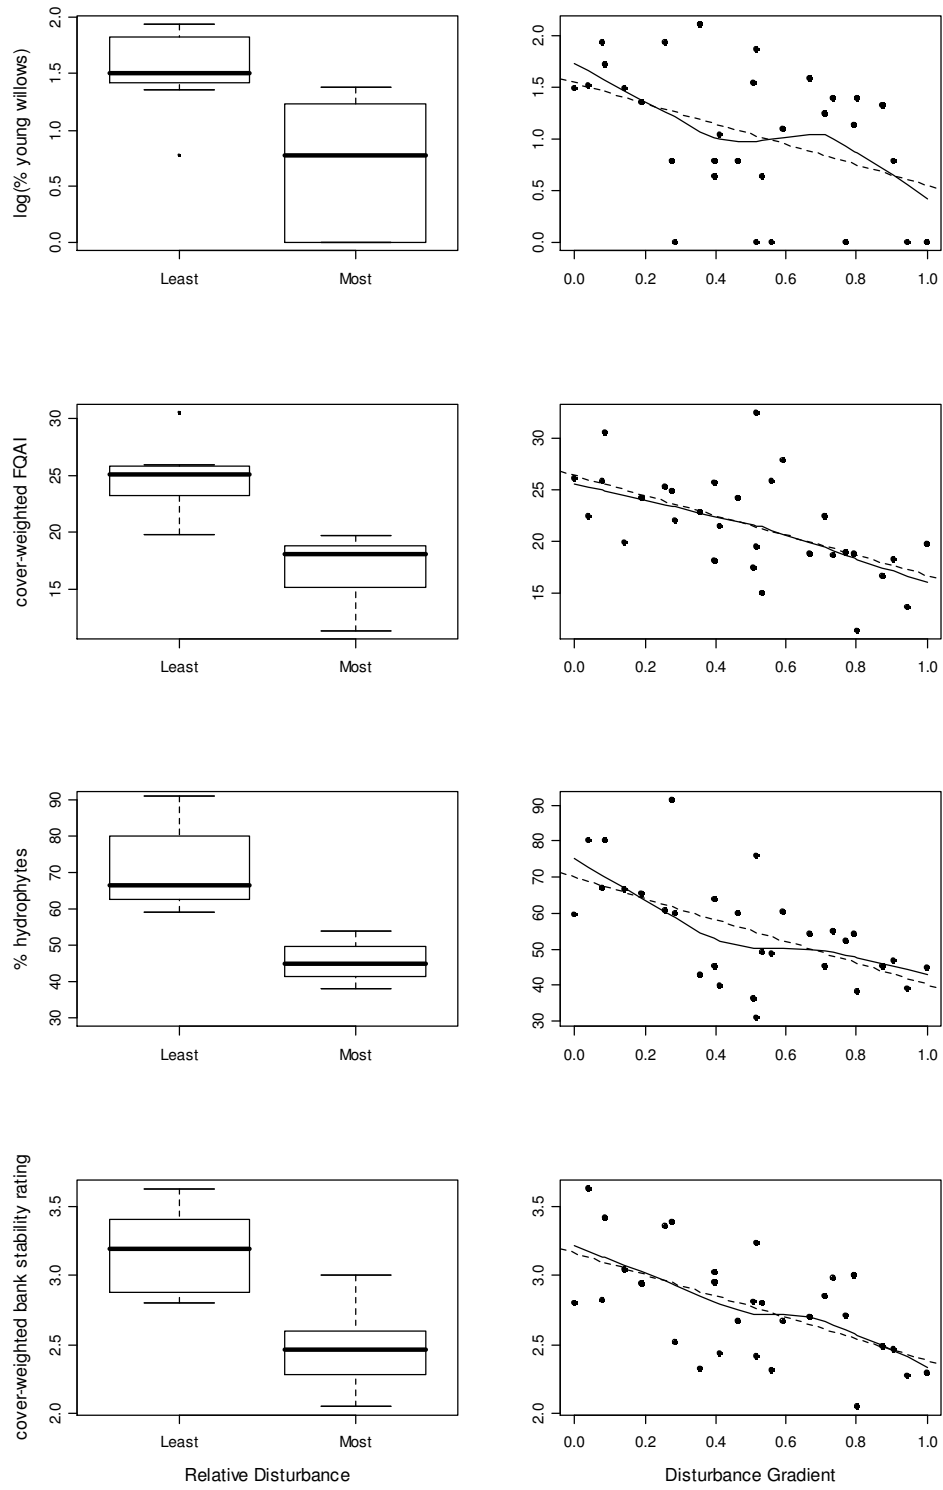 log(% young willows)
0.0 0.5 1.0 1.5 2.0
Least Most
0.0 0.5 1.0 1.5 2.0
0.0 0.2 0.4 0.6 0.8 1.0
cover-weighted FQAI
15 20 25 30
Least Most
15 20 25 30
0.0 0.2 0.4 0.6 0.8 1.0
% hydrophytes
30 40 50 60 70 80 90
Least Most
30 40 50 60 70 80 90
0.0 0.2 0.4 0.6 0.8 1.0
cover-weighted bank stability rating
2.0 2.5 3.0 3.5
Least Most
Relative Disturbance
2.0 2.5 3.0 3.5
0.0 0.2 0.4 0.6 0.8 1.0
Disturbance Gradient